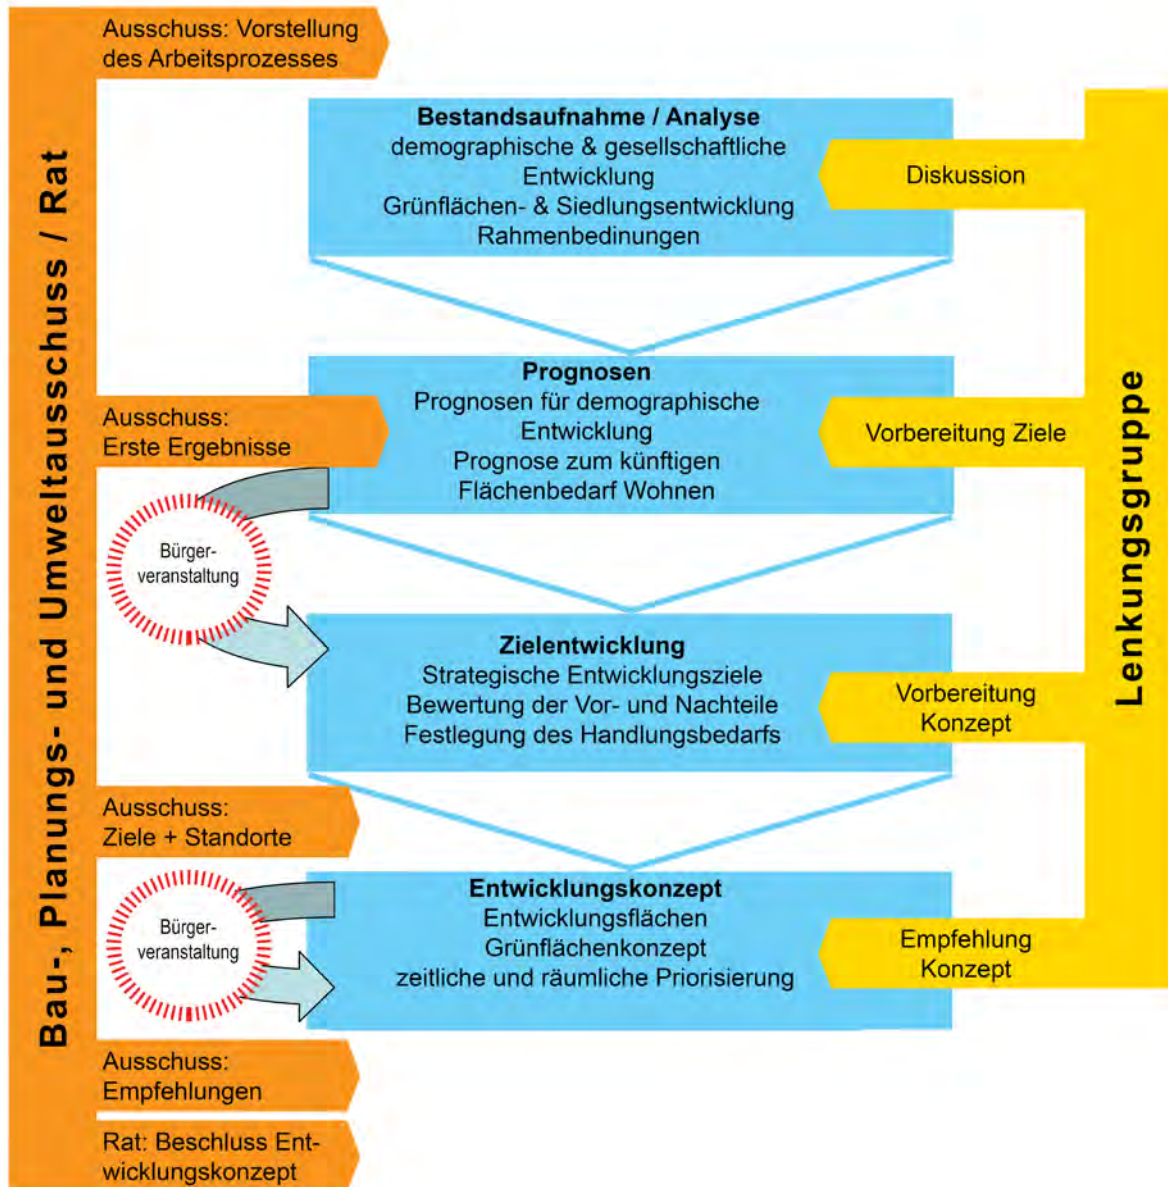 Ausschuss: Vorstellung
des Arbeitsprozesses
Bau-, Planungs- und Umweltausschuss / Rat
Lenkungsgruppe
Bestandsaufnahme / Analyse
demographische & gesellschaftliche
Entwicklung
Grünflächen- & Siedlungsentwicklung
Rahmenbedinungen
Diskussion
Prognosen
Prognosen für demographische
Entwicklung
Prognose zum künftigen
Flächenbedarf Wohnen
Ausschuss:
Erste Ergebnisse
Vorbereitung Ziele
Bürger-
veranstaltung
Zielentwicklung
Strategische Entwicklungsziele
Bewertung der Vor- und Nachteile
Festlegung des Handlungsbedarfs
Vorbereitung
Konzept
Ausschuss:
Ziele + Standorte
Bürger-
veranstaltung
Entwicklungskonzept
Entwicklungsflächen
Grünflächenkonzept
zeitliche und räumliche Priorisierung
Empfehlung
Konzept
Ausschuss:
Empfehlungen
Rat: Beschluss Ent-
wicklungskonzept